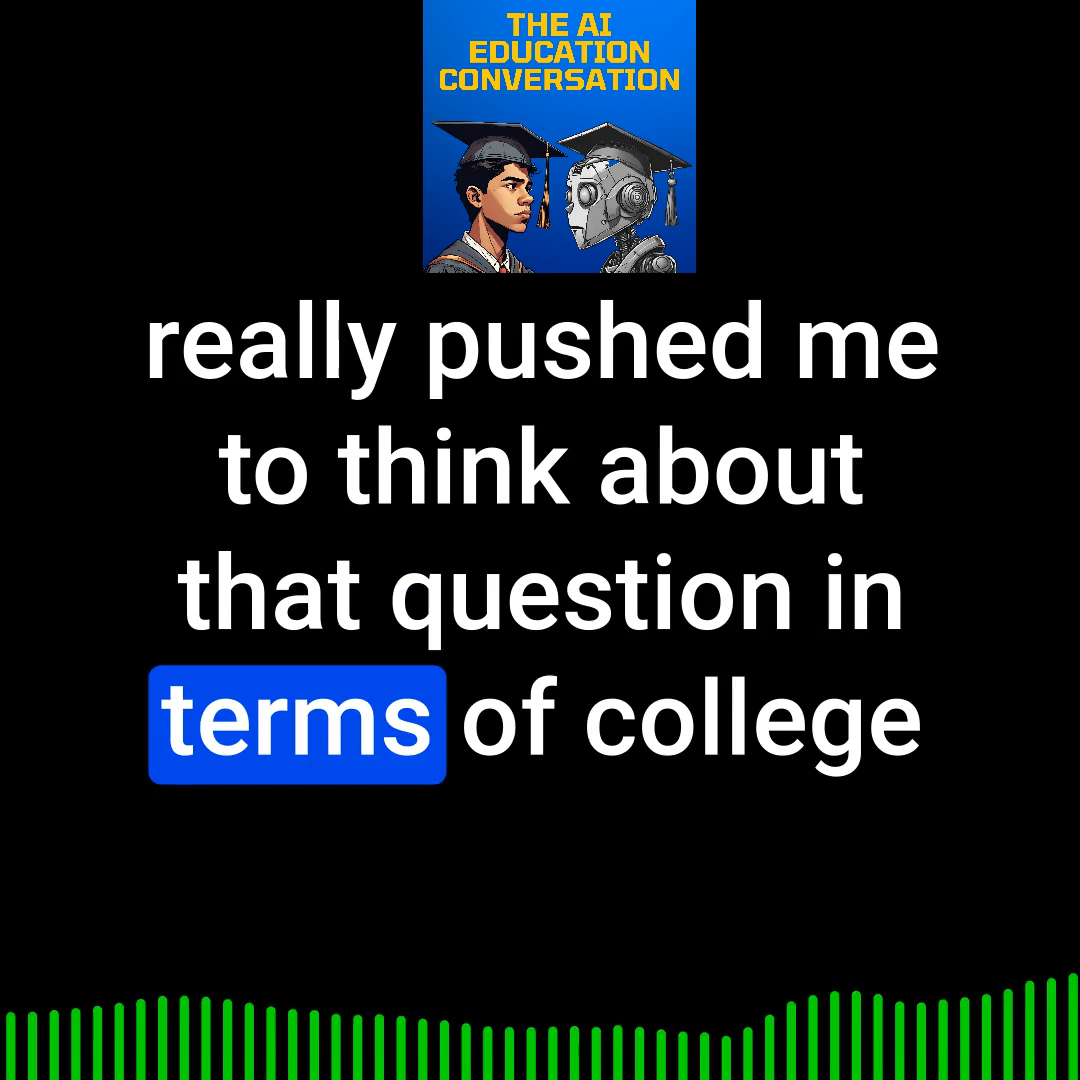 THE AI
EDUCATION
CONVERSATION
really pushed me
to think about
that question in
terms of college